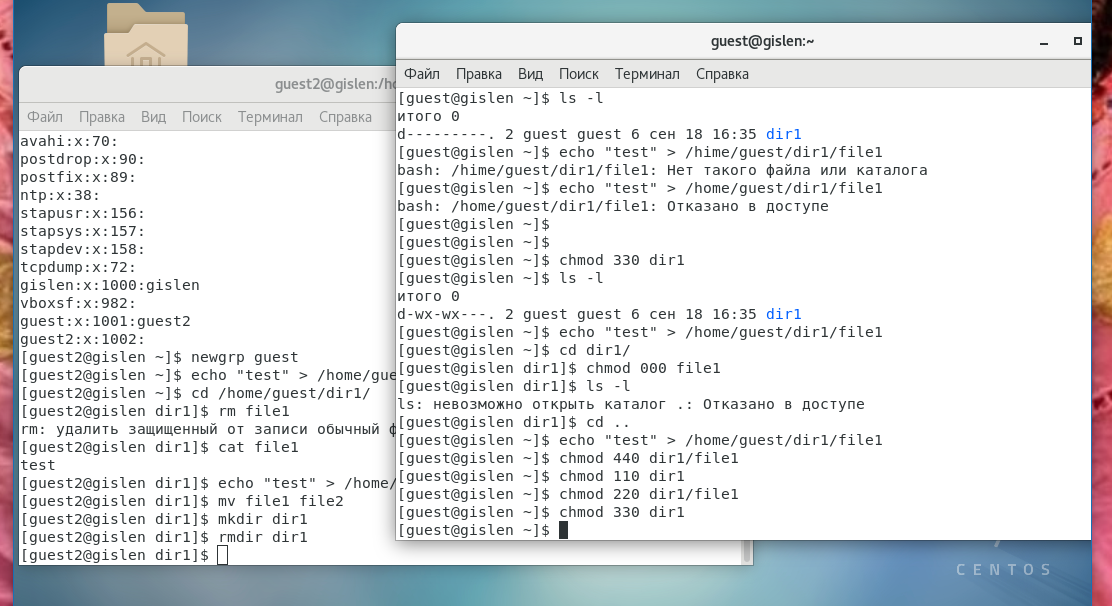 guest2@gislen:/h
Файл Правка Вид Поиск Терминал Справка
avahi:x:70:
postdrop:x:90:
postfix:x:89:
ntp:x:38:
stapusr:x:156:
stapsys:x:157:
stapdev:x:158:
tcpdump:x:72:
gislen:x:1000:gislen
vboxsf:x:982:
guest:x:1001:guest2
guest2:x:1002:
[guest2@gislen ~]$ newgrp guest
[guest2@gislen ~]$ echo "test" > /home/gue
[guest2@gislen ~]$ cd /home/guest/dir1/
[guest2@gislen dir1]$ rm file1
rm: удалить защищенный от записи обычный ф
[guest2@gislen dir1]$ cat file1
test
[guest2@gislen dir1]$ echo "test" > /home/
[guest2@gislen dir1]$ mv file1 file2
[guest2@gislen dir1]$ mkdir dir1
[guest2@gislen dir1]$ rmdir dir1
[guest2@gislen dir1]$
guest@gislen:~
Файл Правка Вид Поиск Терминал Справка
[guest@gislen ~]$ ls -l
итого 0
d---------. 2 guest guest 6 сен 18 16:35 dir1
[guest@gislen ~]$ echo "test" > /hime/guest/dir1/file1
bash: /hime/guest/dir1/file1: Нет такого файла или каталога
[guest@gislen ~]$ echo "test" > /home/guest/dir1/file1
bash: /home/guest/dir1/file1: Отказано в доступе
[guest@gislen ~]$
[guest@gislen ~]$
[guest@gislen ~]$ chmod 330 dir1
[guest@gislen ~]$ ls -l
итого 0
d-wx-wx---. 2 guest guest 6 сен 18 16:35 dir1
[guest@gislen ~]$ echo "test" > /home/guest/dir1/file1
[guest@gislen ~]$ cd dir1/
[guest@gislen dir1]$ chmod 000 file1
[guest@gislen dir1]$ ls -l
ls: невозможно открыть каталог .: Отказано в доступе
[guest@gislen dir1]$ cd ..
[guest@gislen ~]$ echo "test" > /home/guest/dir1/file1
[guest@gislen ~]$ chmod 440 dir1/file1
[guest@gislen ~]$ chmod 110 dir1
[guest@gislen ~]$ chmod 220 dir1/file1
[guest@gislen ~]$ chmod 330 dir1
[guest@gislen ~]$
CENTOS